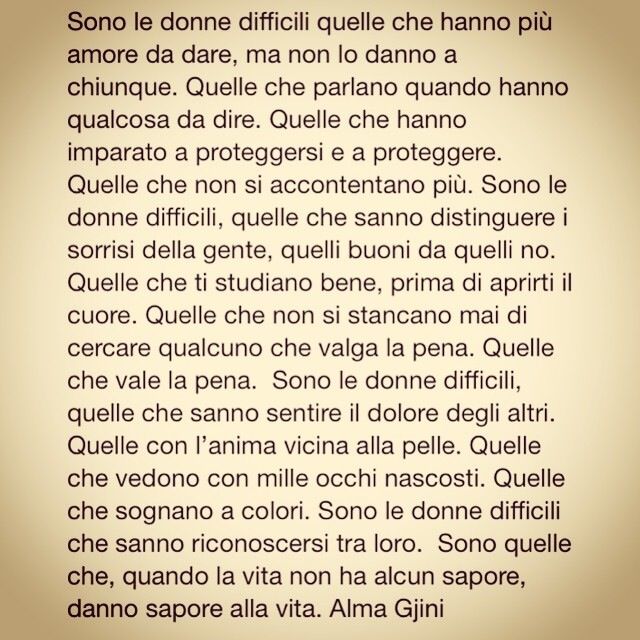 Sono le donne difficili quelle che hanno più
amore da dare, ma non lo danno a
chiunque. Quelle che parlano quando hanno
qualcosa da dire. Quelle che hanno
imparato a proteggersi e a proteggere.
Quelle che non si accontentano più. Sono le
donne difficili, quelle che sanno distinguere i
sorrisi della gente, quelli buoni da quelli no.
Quelle che ti studiano bene, prima di aprirti il
cuore. Quelle che non si stancano mai di
cercare qualcuno che valga la pena. Quelle
che vale la pena.  Sono le donne difficili,
quelle che sanno sentire il dolore degli altri.
Quelle con l’anima vicina alla pelle. Quelle
che vedono con mille occhi nascosti. Quelle
che sognano a colori. Sono le donne difficili
che sanno riconoscersi tra loro.  Sono quelle
che, quando la vita non ha alcun sapore,
danno sapore alla vita. Alma Gjini